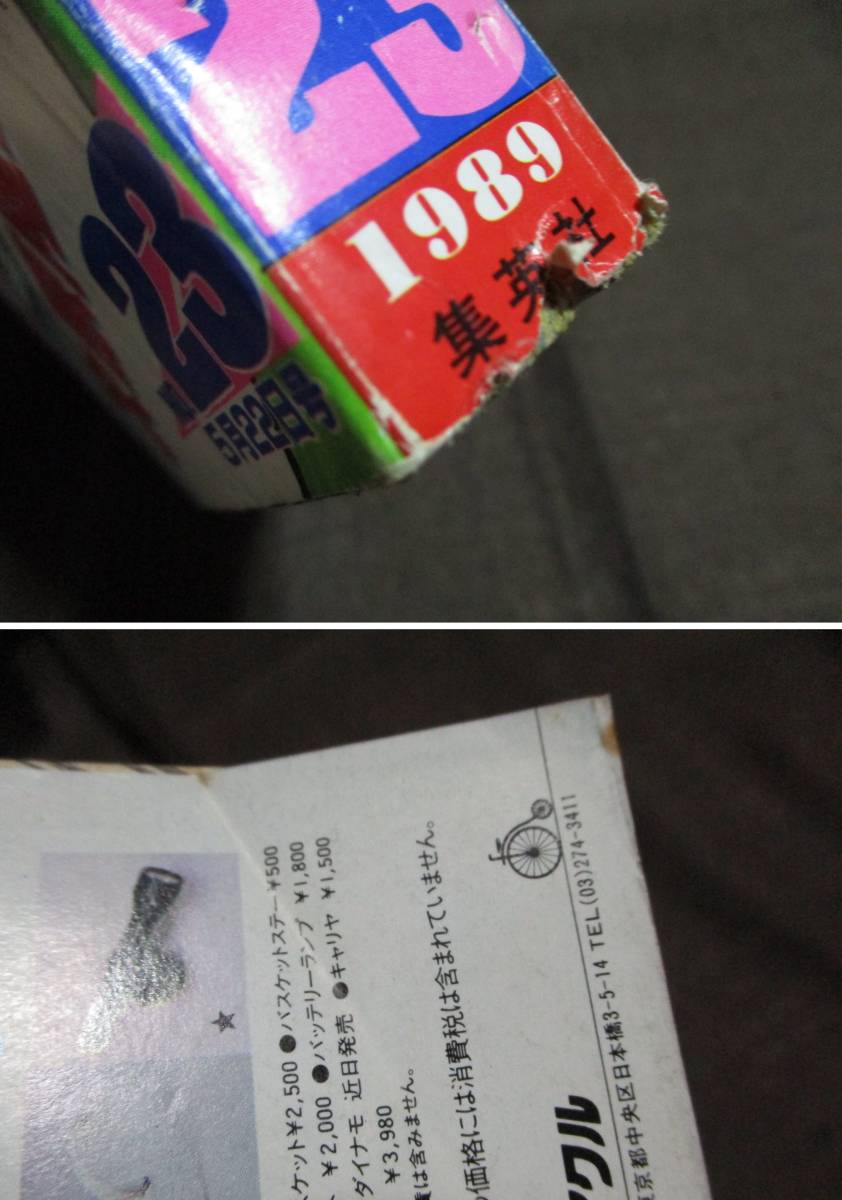 23
1989
集英社
23
5月22日号
スケット¥2,500 ●バスケットステー¥500
¥2,000 ●バッテリーランプ ¥1,800
ダイナモ 近日発売 ●キャリヤ ¥1,500
¥3,980
は含みません。
価格には消費税は含まれていません。
クル
京都中央区日本橋3-5-14 TEL(03)274-3411